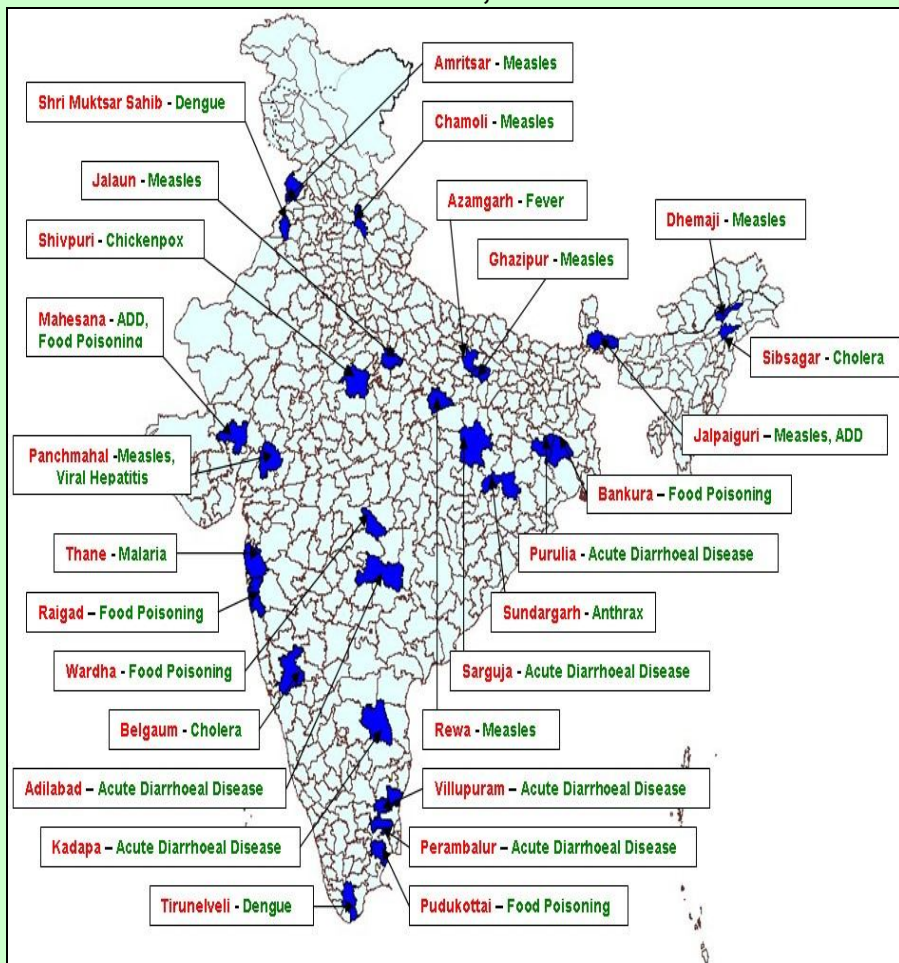 Amritsar - Measles
Shri Muktsar Sahib - Dengue
Chamoli - Measles
Jalaun - Measles
Azamgarh - Fever
Dhemaji - Measles
Shivpuri - Chickenpox
Ghazipur - Measles
Mahesana - ADD,
Food Poisoning
Sibsagar - Cholera
Jalpaiguri – Measles, ADD
Panchmahal -Measles,
Viral Hepatitis
Bankura – Food Poisoning
Thane - Malaria
Purulia – Acute Diarrhoeal Disease
Raigad – Food Poisoning
Sundargarh - Anthrax
Wardha - Food Poisoning
Sarguja - Acute Diarrhoeal Disease
Belgaum - Cholera
Rewa - Measles
Adilabad – Acute Diarrhoeal Disease
Villupuram – Acute Diarrhoeal Disease
Kadapa – Acute Diarrhoeal Disease
Perambalur – Acute Diarrhoeal Disease
Tirunelveli - Dengue
Pudukottai – Food Poisoning